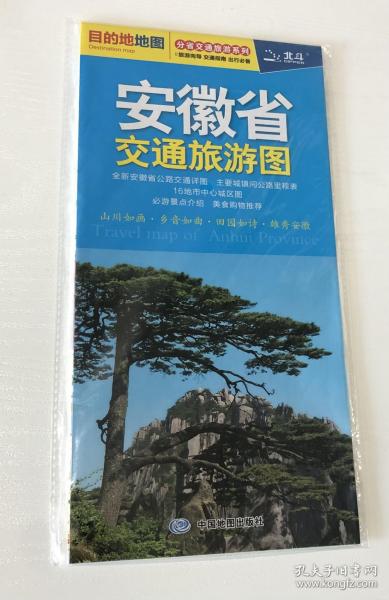 目的地地图
Destination map
分省交通旅游系列
旅游向导 交通指南 出行必备
北斗
DIPPER
安徽省
交通旅游图
全新安徽省公路交通详图 主要城镇间公路里程表
16地市中心城区图
必游景点介绍 美食购物推荐
山川如画·乡音如曲·田园如诗·雄秀安徽
Travel map of Anhui Province
中国地图出版社
孔夫子旧书网
kongfz.com